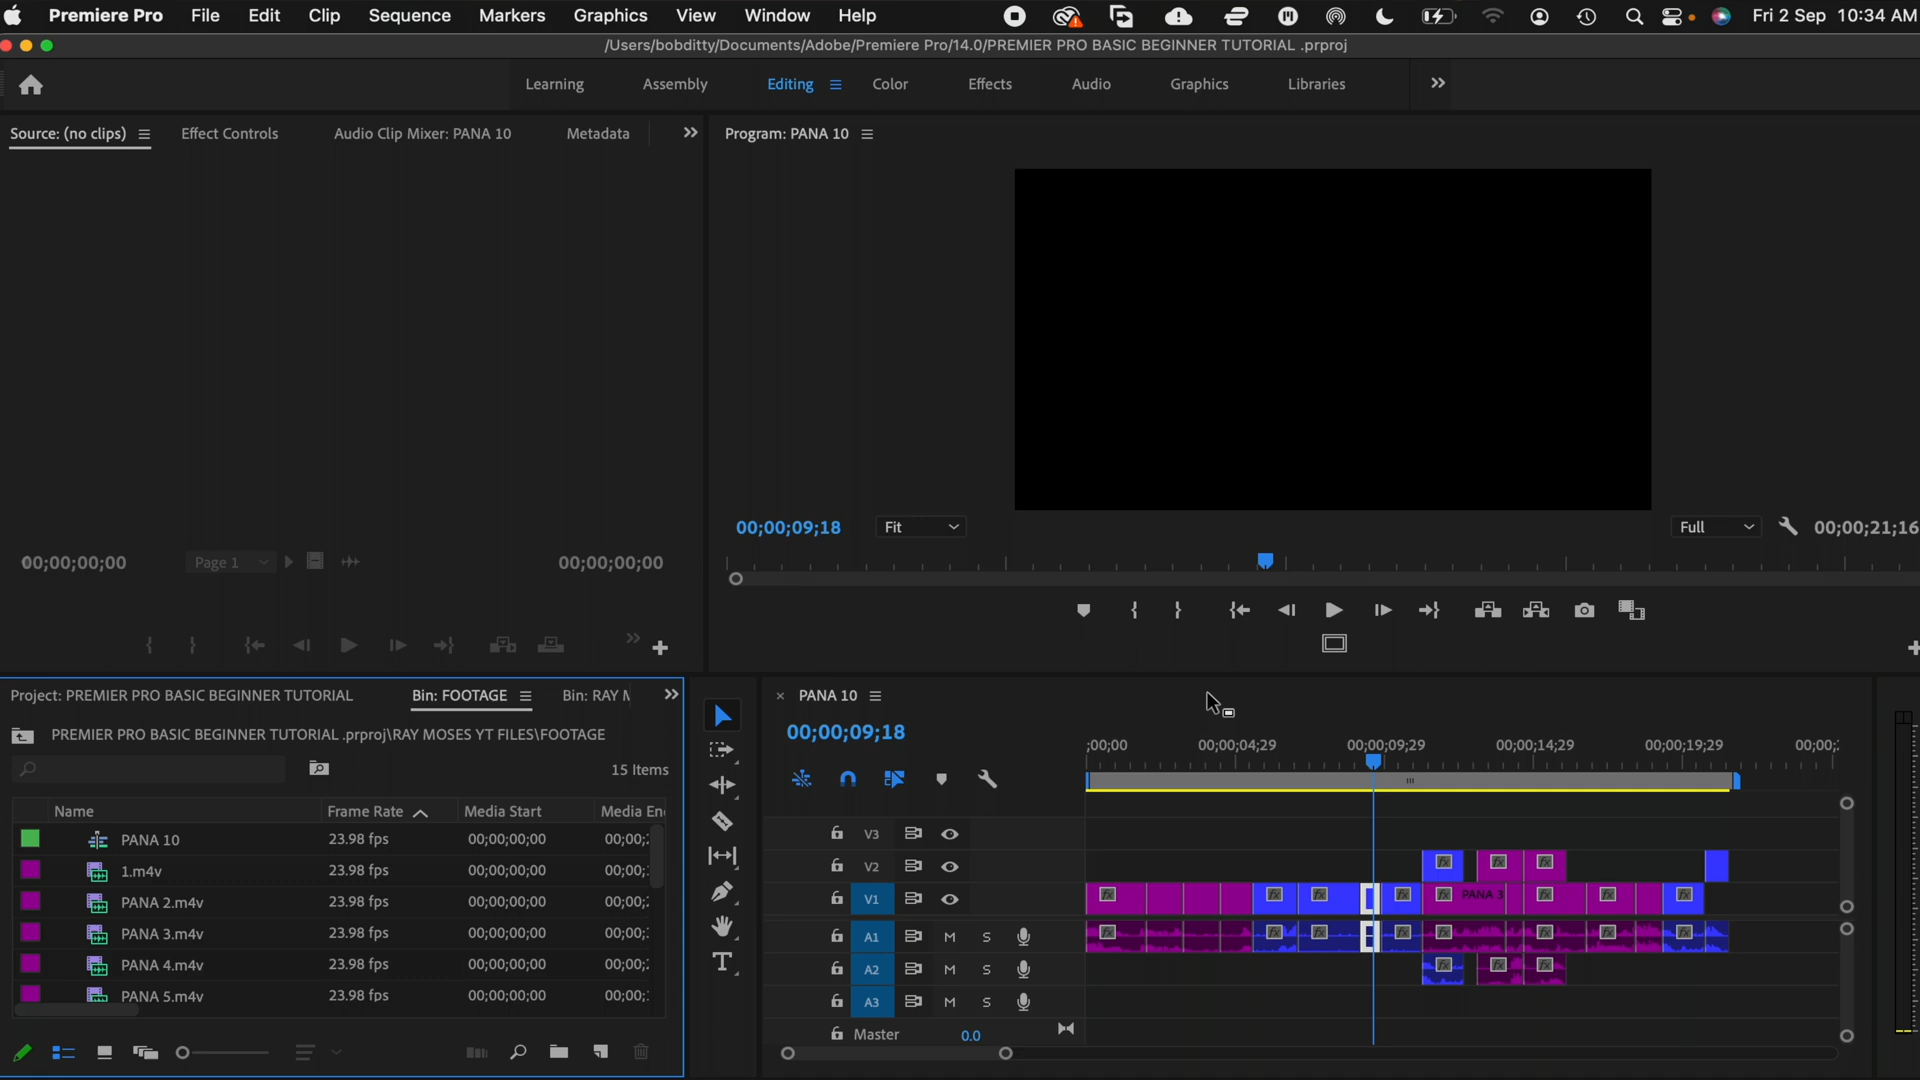 Premiere Pro File Edit Clip Sequence Markers Graphics View Window Help Fri 2 Sep 10:34 AM
/Users/bobditty/Documents/Adobe/Premiere Pro/14.0/PREMIER PRO BASIC BEGINNER TUTORIAL .prproj
Learning Assembly Editing Color Effects Audio Graphics Libraries
Source: (no clips) Effect Controls Audio Clip Mixer: PANA 10 Metadata
Program: PANA 10
00;00;09;18 Fit Full 00;00;21;16
00;00;00;00 Page 1 00;00;00;00
Project: PREMIER PRO BASIC BEGINNER TUTORIAL Bin: FOOTAGE Bin: RAY M
PREMIER PRO BASIC BEGINNER TUTORIAL .prproj\RAY MOSES YT FILES\FOOTAGE
15 Items
Name Frame Rate Media Start Media En
PANA 10 23.98 fps 00;00;00;00 00;00;
1.m4v 23.98 fps 00;00;00;00 00;00;
PANA 2.m4v 23.98 fps 00;00;00;00 00;00;
PANA 3.m4v 23.98 fps 00;00;00;00 00;00;
PANA 4.m4v 23.98 fps 00;00;00;00 00;00;
PANA 5.m4v 23.98 fps 00;00;00;00 00;00;
PANA 10
00;00;09;18
;00;00 00;00;04;29 00;00;09;29 00;00;14;29 00;00;19;29 00;00;
V3
V2
V1 fx fx fx fx fx PANA 3 fx fx fx
A1 M S
A2 M S
A3 M S
Master 0.0